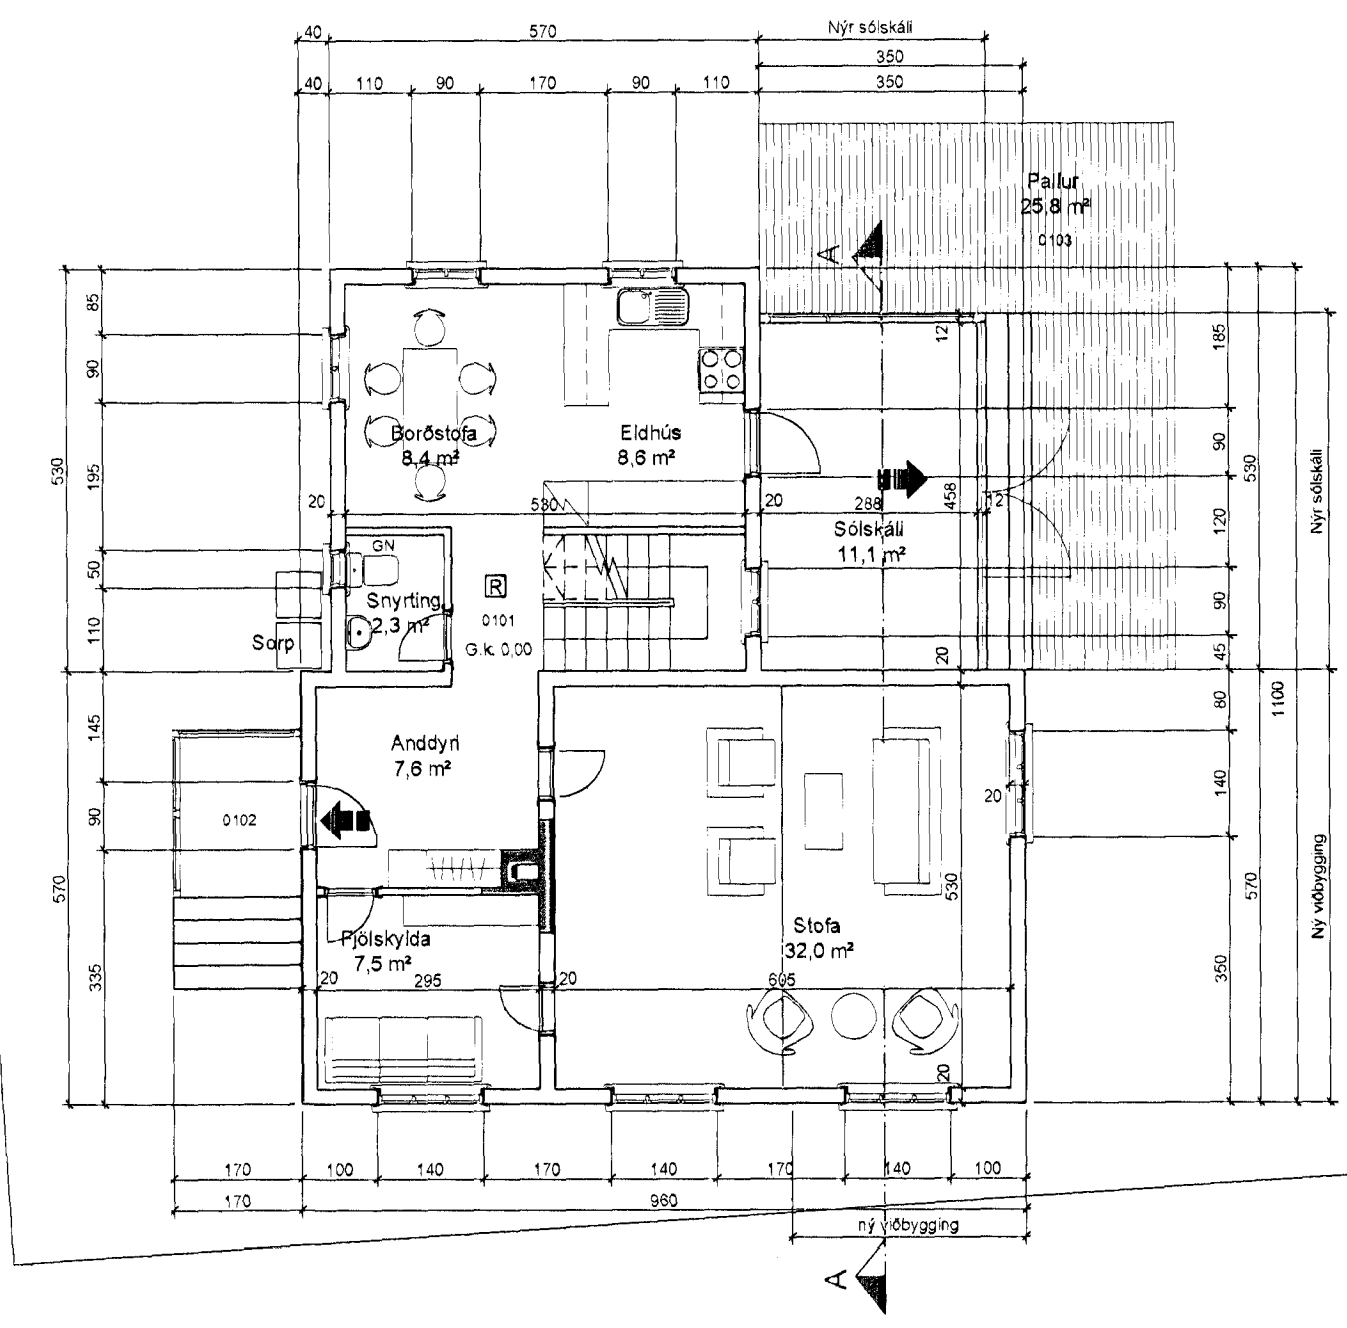 40
570
Nýr sólskáli
350
40
110
90
170
90
110
350
Pallur
25,8 m²
0103
A
85
90
195
50
110
530
12
185
90
120
90
45
530
Nýr sólskáli
Borðstofa
8,4 m²
Eldhús
8,6 m²
20
530
20
288
458
12
Sólskáli
11,1 m²
GN
Snyrting
2,3 m²
R
0101
G.k. 0,00
Sorp
20
145
90
335
570
Anddyri
7,6 m²
0102
80
140
350
570
1100
Ný viðbygging
20
530
Stofa
32,0 m²
Fjölskylda
7,5 m²
20
295
20
605
20
170
100
140
170
140
170
140
100
170
960
ný viðbygging
A